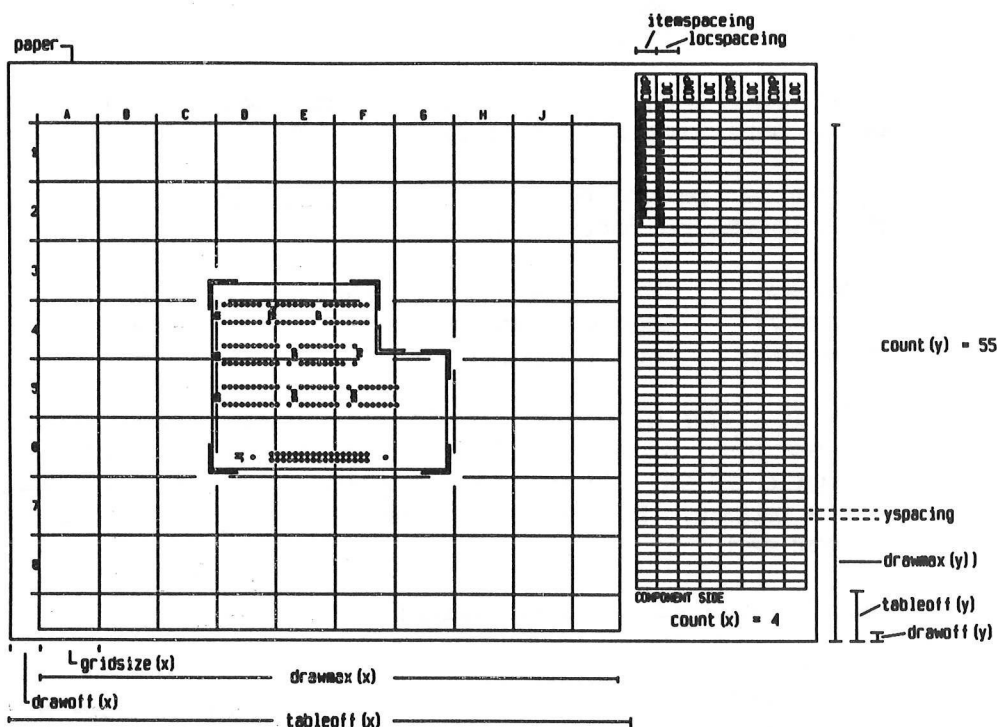 itemspaceing
locspaceing
paper
COMP LOC COMP LOC COMP LOC COMP LOC
A B C D E F G H J
1
2
3
4
5
6
7
8
count(y) = 55
yspacing
drawmax(y))
tableoff(y)
drawoff(y)
COMPONENT SIDE
count(x) = 4
gridsize(x)
drawmax(x)
drawoff(x)
tableoff(x)